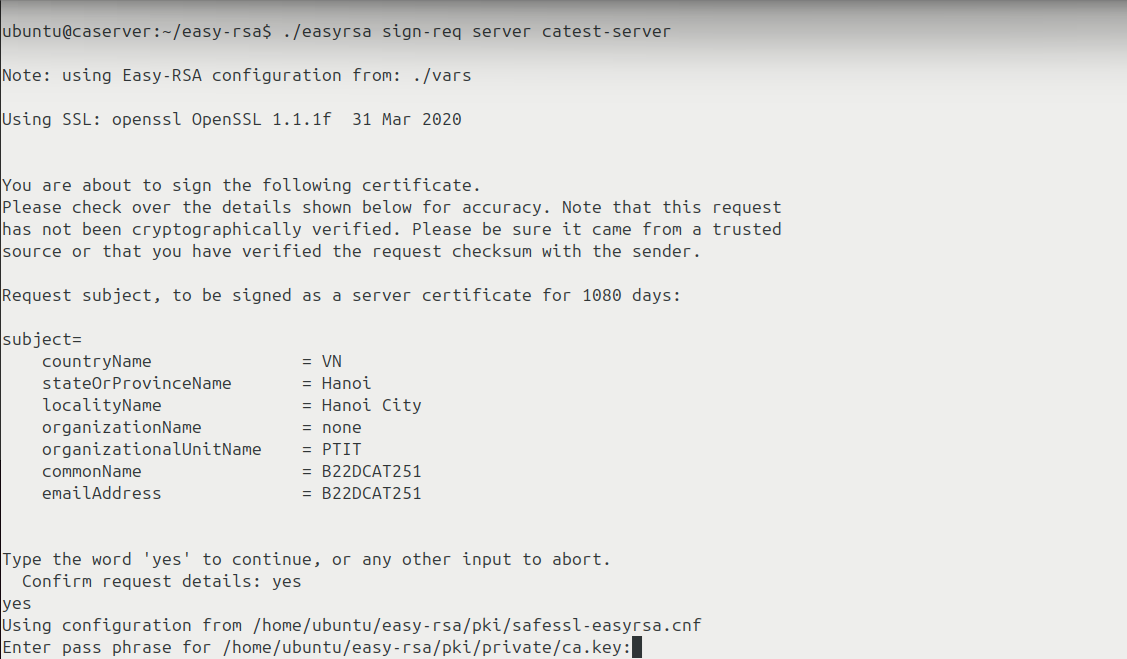 ubuntu@caserver:~/easy-rsa$ ./easyrsa sign-req server catest-server
Note: using Easy-RSA configuration from: ./vars
Using SSL: openssl OpenSSL 1.1.1f  31 Mar 2020
You are about to sign the following certificate.
Please check over the details shown below for accuracy. Note that this request
has not been cryptographically verified. Please be sure it came from a trusted
source or that you have verified the request checksum with the sender.
Request subject, to be signed as a server certificate for 1080 days:
subject=
    countryName               = VN
    stateOrProvinceName       = Hanoi
    localityName              = Hanoi City
    organizationName          = none
    organizationalUnitName    = PTIT
    commonName                = B22DCAT251
    emailAddress              = B22DCAT251
Type the word 'yes' to continue, or any other input to abort.
  Confirm request details: yes
yes
Using configuration from /home/ubuntu/easy-rsa/pki/safessl-easyrsa.cnf
Enter pass phrase for /home/ubuntu/easy-rsa/pki/private/ca.key: